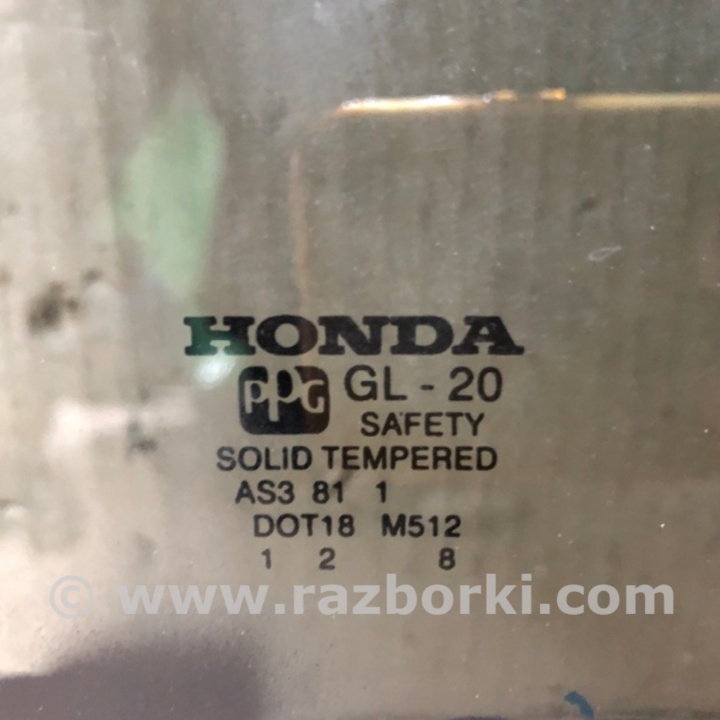 HONDA
PPG GL - 20
SAFETY
SOLID TEMPERED
AS3 81 1
DOT18 M512
1 2 8
© www.razborki.com